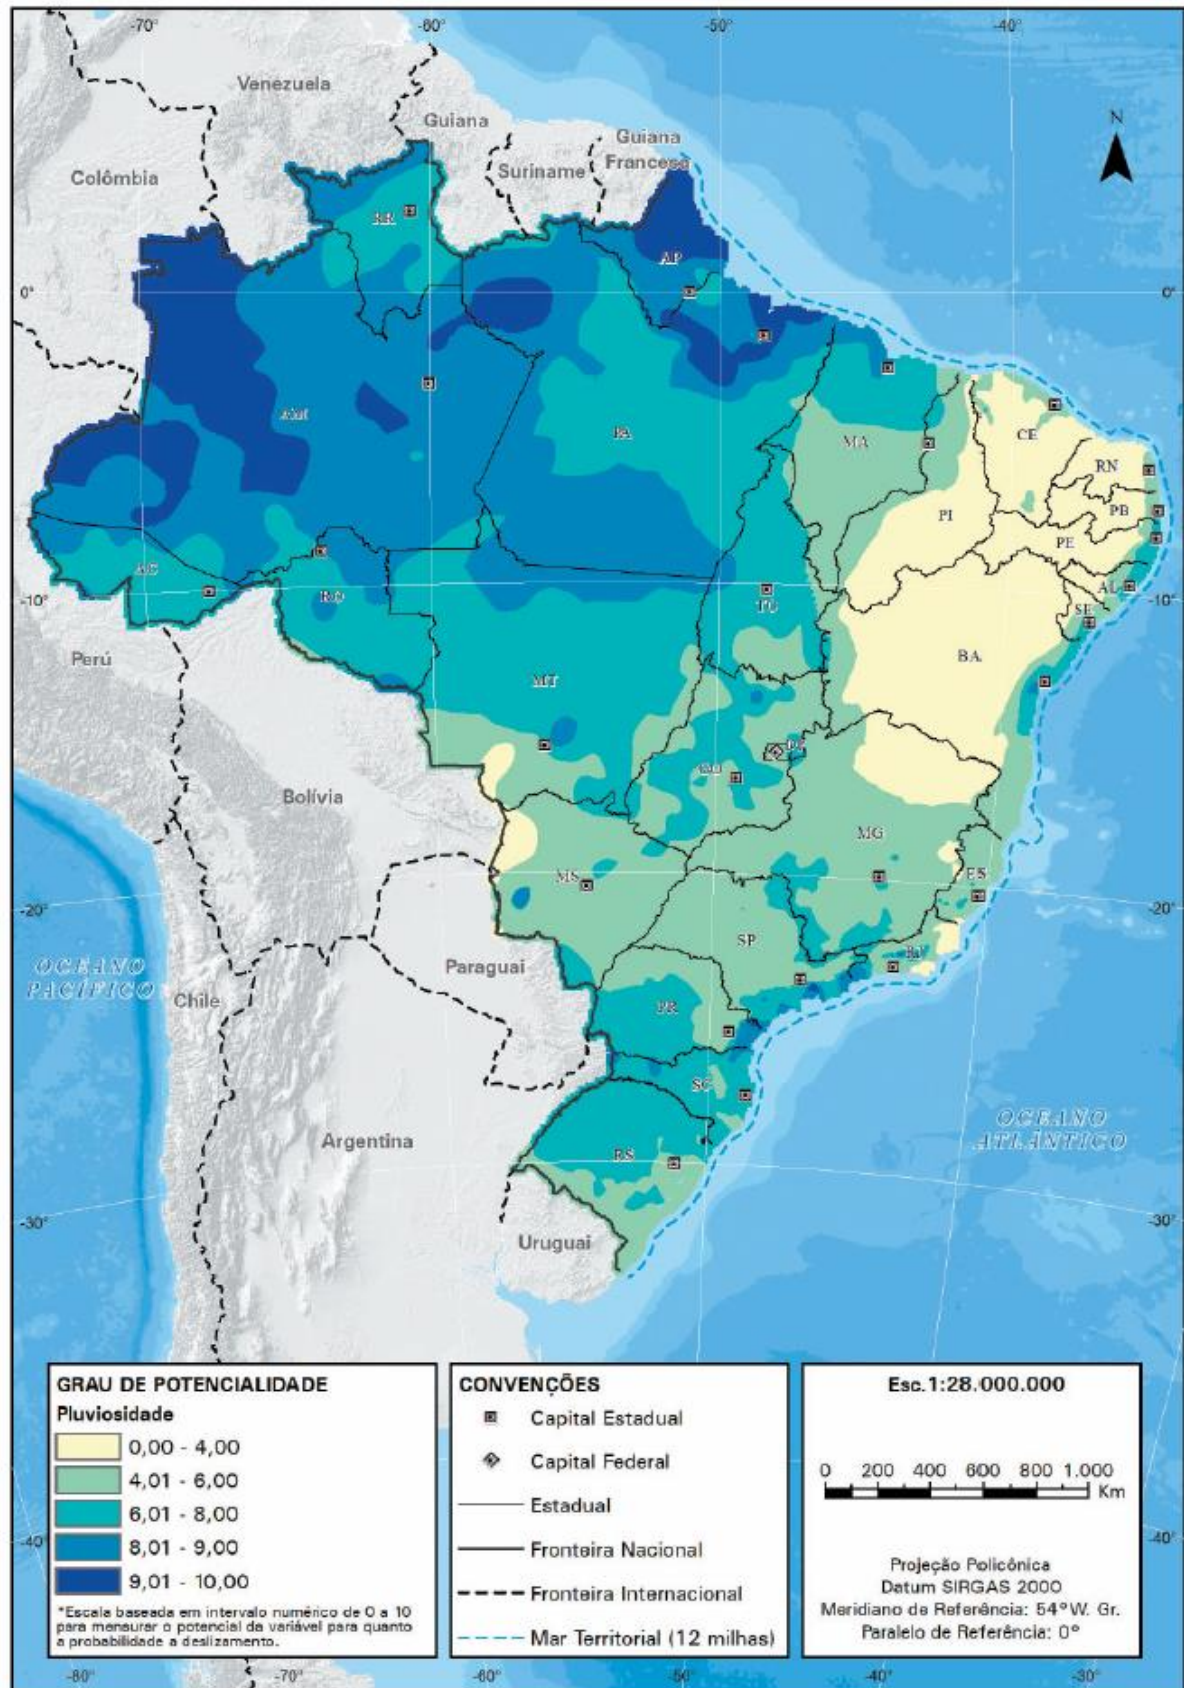 -70°
-60°
-50°
-40°
Venezuela
Guiana
Guiana
Francesa
Suriname
Colômbia
N
RR
AP
0°
0°
AM
PA
MA
CE
RN
PB
PI
PE
AC
AL
-10°
RO
TO
SE
-10°
Perú
BA
MT
DF
GO
Bolívia
MG
MS
ES
-20°
SP
RJ
-20°
OCEANO
PACÍFICO
Paraguai
Chile
PR
SC
OCEANO
ATLÂNTICO
Argentina
RS
-30°
Uruguai
-30°
GRAU DE POTENCIALIDADE
Pluviosidade
0,00 - 4,00
4,01 - 6,00
6,01 - 8,00
8,01 - 9,00
9,01 - 10,00
*Escala baseada em intervalo numérico de 0 a 10
para mensurar o potencial da variável para quanto
a probabilidade a deslizamento.
CONVENÇÕES
Capital Estadual
Capital Federal
Estadual
Fronteira Nacional
Fronteira Internacional
Mar Territorial (12 milhas)
Esc.1:28.000.000
0 200 400 600 800 1.000
Km
Projeção Policônica
Datum SIRGAS 2000
Meridiano de Referência: 54°W. Gr.
Paralelo de Referência: 0°
-40°
-40°
-80°
-70°
-60°
-50°
-40°
-30°